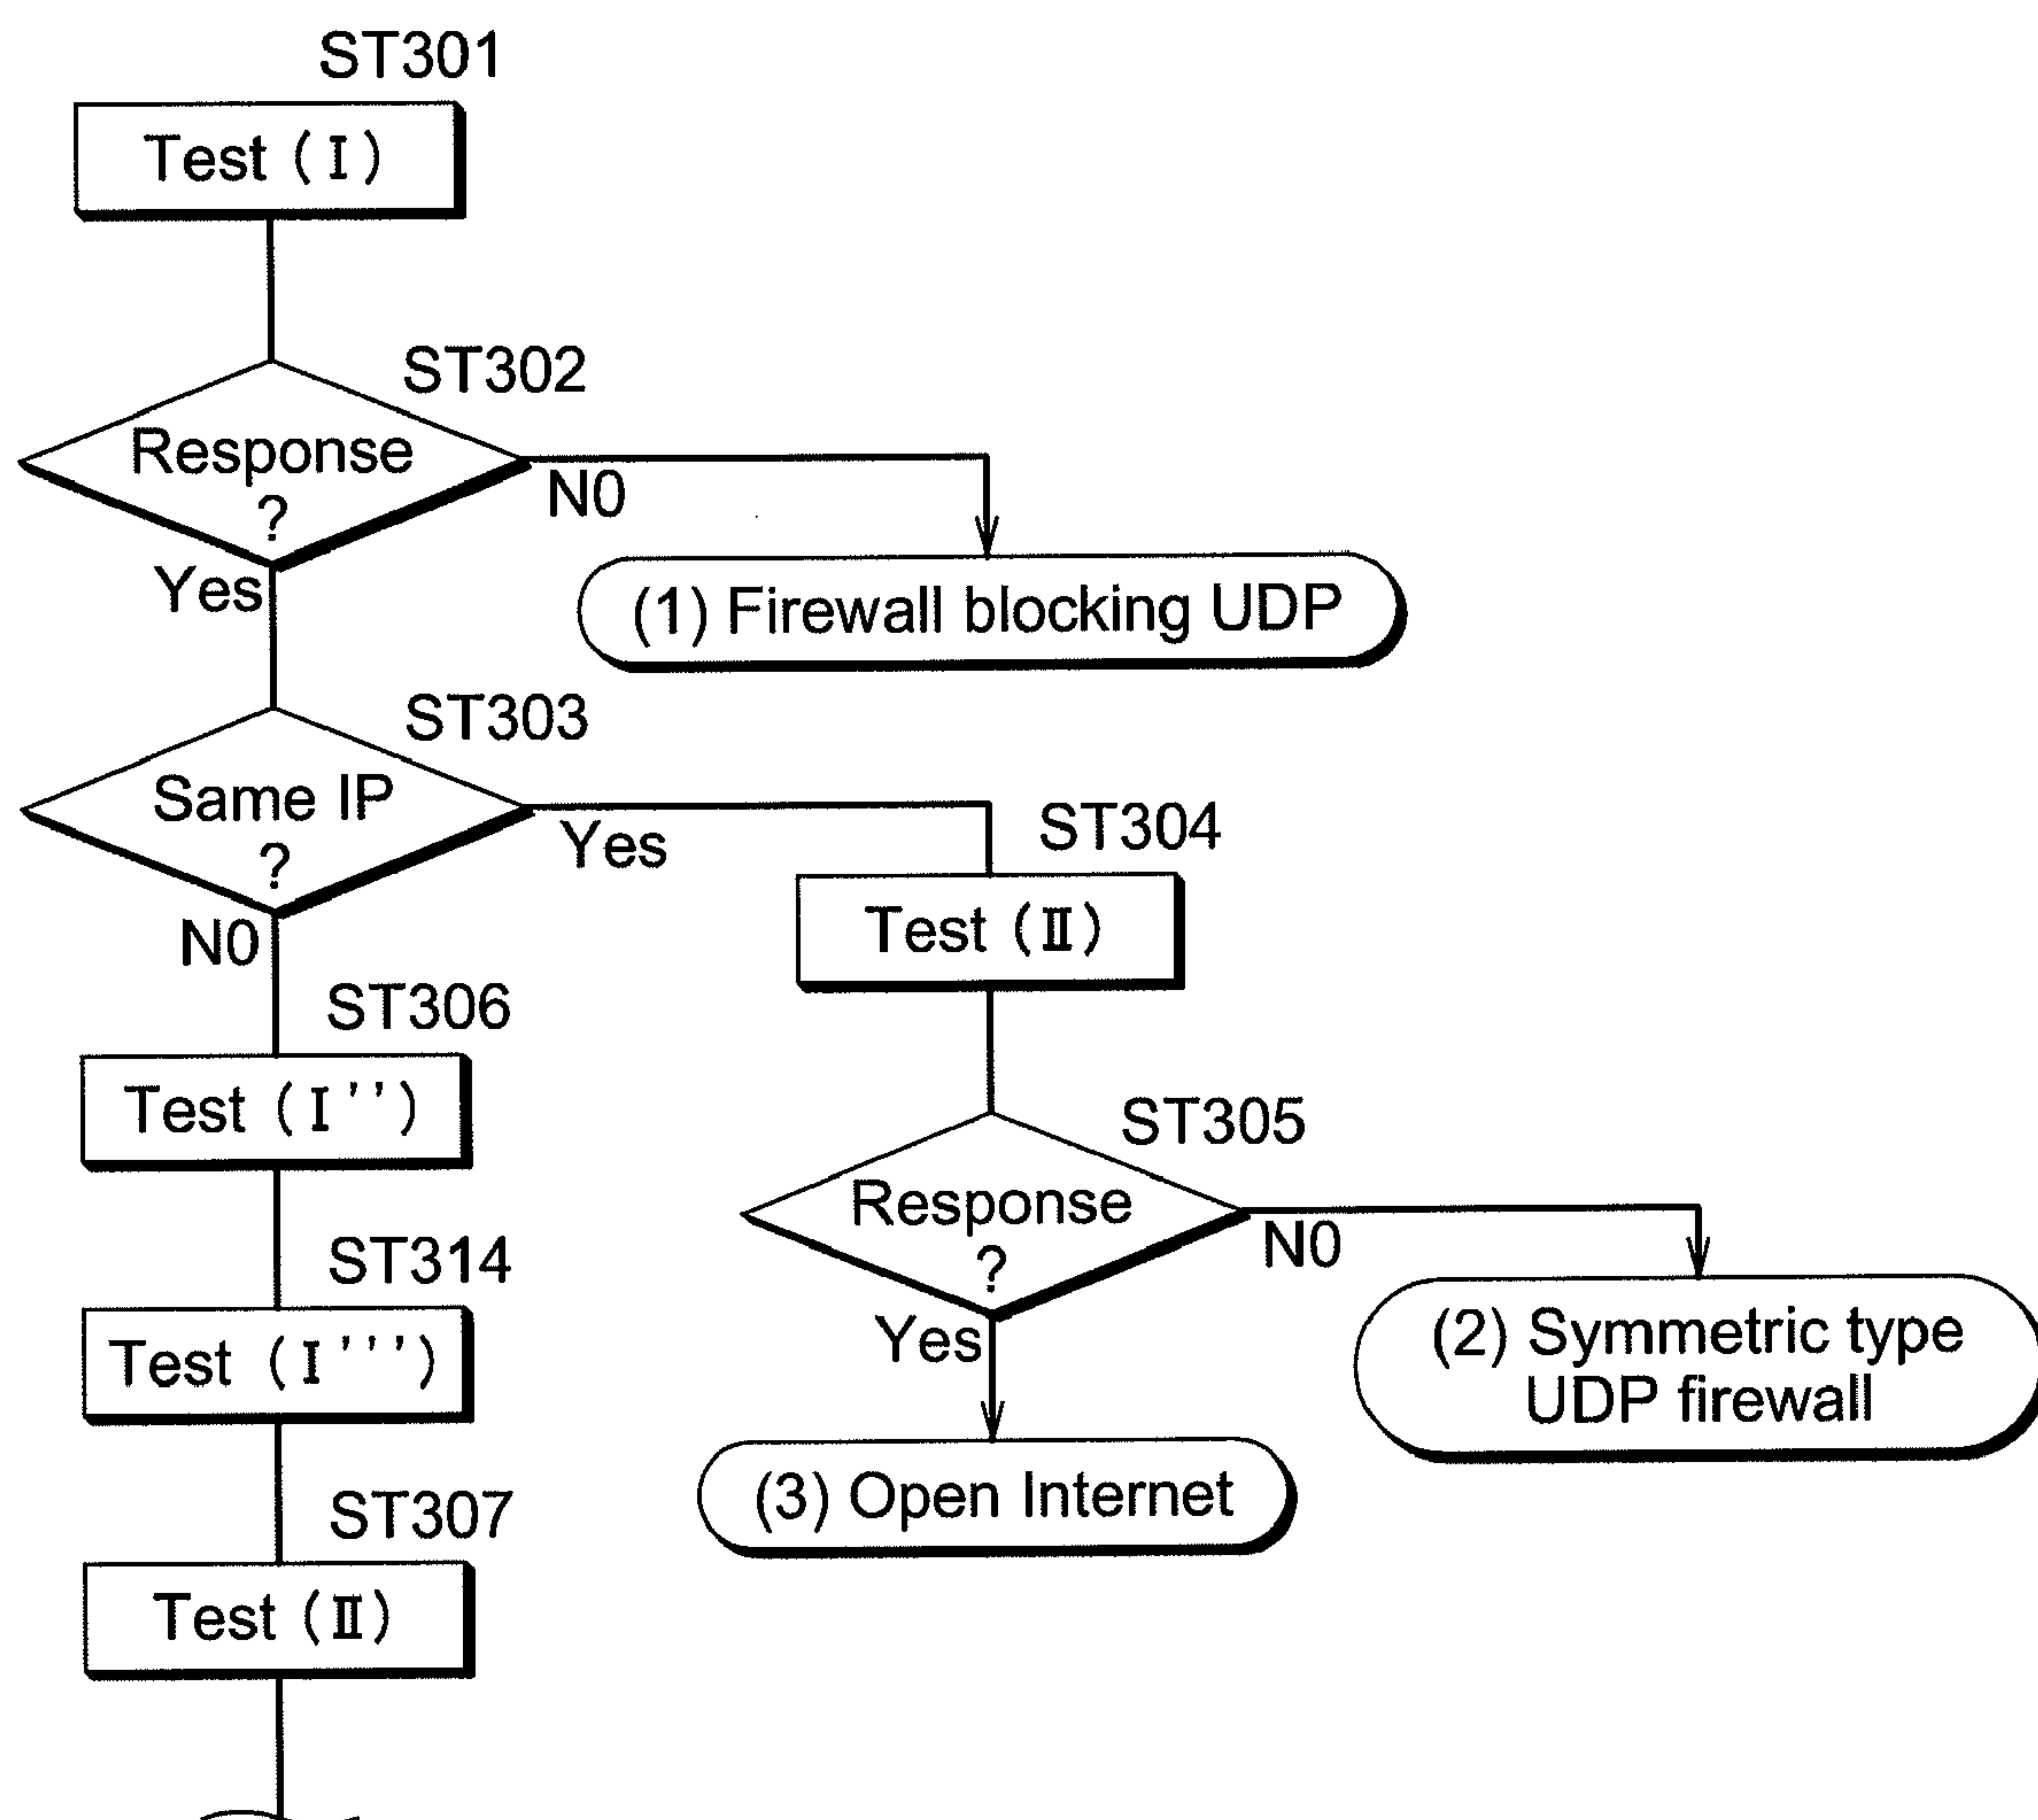 ST301
Test (I)
ST302
Response
?
N0
Yes
(1) Firewall blocking UDP
ST303
Same IP
?
Yes
N0
ST304
Test (II)
ST306
Test (I'')
ST305
Response
?
N0
Yes
ST314
Test (I''')
(2) Symmetric type
UDP firewall
(3) Open Internet
ST307
Test (II)